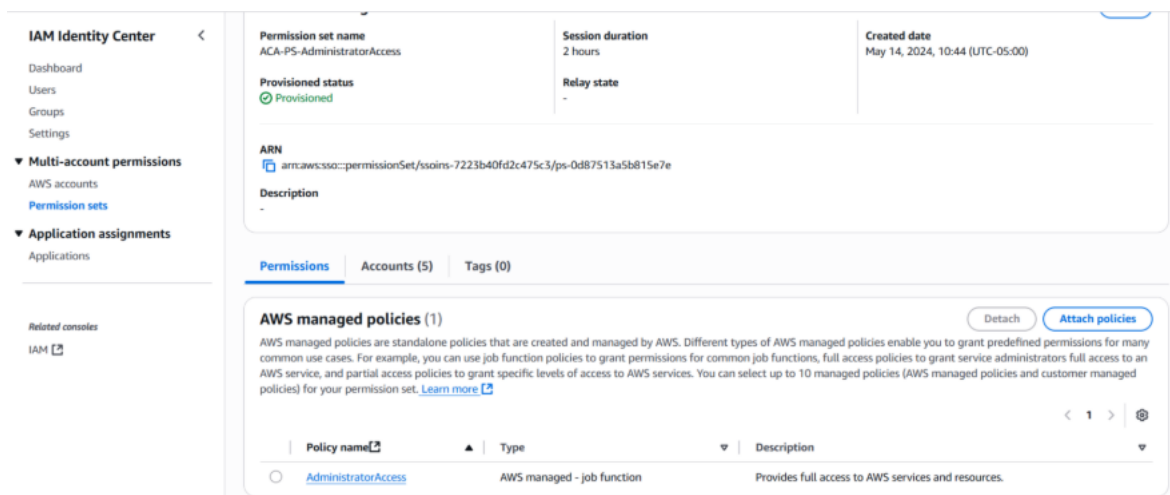 IAM Identity Center
Dashboard
Users
Groups
Settings
Multi-account permissions
AWS accounts
Permission sets
Application assignments
Applications
Related consoles
IAM
Permission set name
ACA-PS-AdministratorAccess
Session duration
2 hours
Created date
May 14, 2024, 10:44 (UTC-05:00)
Provisioned status
Provisioned
Relay state
-
ARN
arn:aws:sso:::permissionSet/ssoins-7223b40fd2c475c3/ps-0d87513a5b815e7e
Description
-
Permissions
Accounts (5)
Tags (0)
AWS managed policies (1)
Detach
Attach policies
AWS managed policies are standalone policies that are created and managed by AWS. Different types of AWS managed policies enable you to grant predefined permissions for many
common use cases. For example, you can use job function policies to grant permissions for common job functions, full access policies to grant service administrators full access to an
AWS service, and partial access policies to grant specific levels of access to AWS services. You can select up to 10 managed policies (AWS managed policies and customer managed
policies) for your permission set. Learn more
1
Policy name
Type
Description
AdministratorAccess
AWS managed - job function
Provides full access to AWS services and resources.